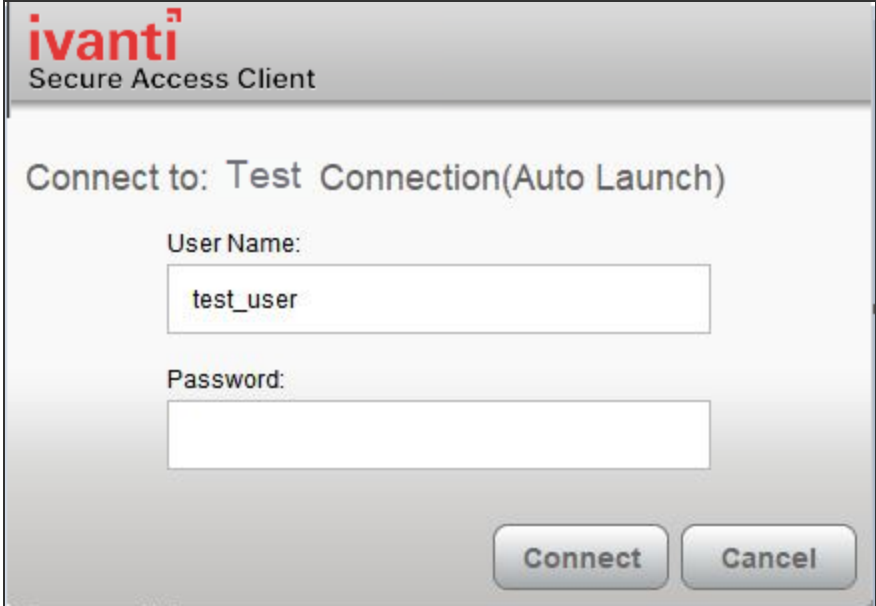 ivanti
Secure Access Client
Connect to: Test Connection(Auto Launch)
User Name:
test_user
Password:
Connect Cancel